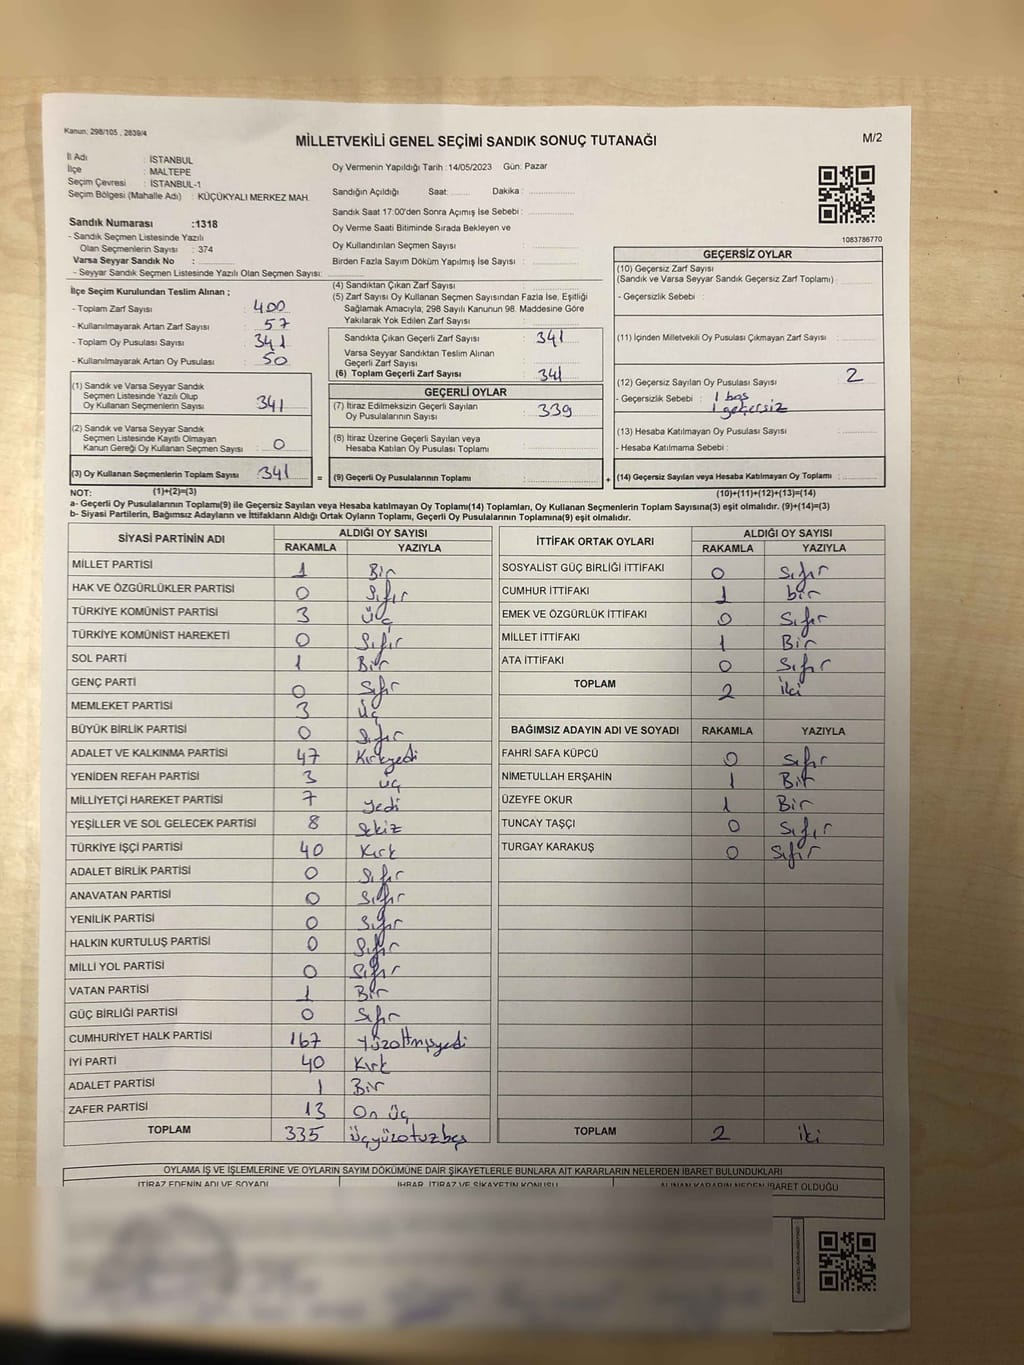 Kanun: 298/105 , 2839/4
MİLLETVEKİLİ GENEL SEÇİMİ SANDIK SONUÇ TUTANAĞI
M/2
İl Adı : İSTANBUL
İlçe : MALTEPE
Seçim Çevresi : İSTANBUL-1
Seçim Bölgesi (Mahalle Adı) : KÜÇÜKYALI MERKEZ MAH.
Sandık Numarası :1318
- Sandık Seçmen Listesinde Yazılı
Olan Seçmenlerin Sayısı : 374
Varsa Seyyar Sandık No :
- Seyyar Sandık Seçmen Listesinde Yazılı Olan Seçmen Sayısı:
Oy Vermenin Yapıldığı Tarih :14/05/2023 Gün: Pazar
Sandığın Açıldığı Saat: Dakika :
Sandık Saat 17:00'den Sonra Açımış İse Sebebi :
Oy Verme Saati Bitiminde Sırada Bekleyen ve
Oy Kullandırılan Seçmen Sayısı :
Birden Fazla Sayım Döküm Yapılmış İse Sayısı :
1083786770
İlçe Seçim Kurulundan Teslim Alınan ;
- Toplam Zarf Sayısı : 400
- Kullanılmayarak Artan Zarf Sayısı : 57
- Toplam Oy Pusulası Sayısı : 341
- Kullanılmayarak Artan Oy Pusulası : 50
(1) Sandık ve Varsa Seyyar Sandık
Seçmen Listesinde Yazılı Olup
Oy Kullanan Seçmenlerin Sayısı : 341
(2) Sandık ve Varsa Seyyar Sandık
Seçmen Listesinde Kayıtlı Olmayan
Kanun Gereği Oy Kullanan Seçmen Sayısı : 0
(3) Oy Kullanan Seçmenlerin Toplam Sayısı : 341 =
(4) Sandıktan Çıkan Zarf Sayısı :
(5) Zarf Sayısı Oy Kullanan Seçmen Sayısından Fazla İse, Eşitliği
Sağlamak Amacıyla; 298 Sayılı Kanunun 98. Maddesine Göre
Yakılarak Yok Edilen Zarf Sayısı :
Sandıkta Çıkan Geçerli Zarf Sayısı : 341
Varsa Seyyar Sandıktan Teslim Alınan
Geçerli Zarf Sayısı :
(6) Toplam Geçerli Zarf Sayısı : 341
GEÇERLİ OYLAR
(7) İtiraz Edilmeksizin Geçerli Sayılan
Oy Pusulalarının Sayısı : 339
(8) İtiraz Üzerine Geçerli Sayılan veya
Hesaba Katılan Oy Pusulası Toplamı :
(9) Geçerli Oy Pusulalarının Toplamı : +
GEÇERSİZ OYLAR
(10) Geçersiz Zarf Sayısı
(Sandık ve Varsa Seyyar Sandık Geçersiz Zarf Toplamı) :
- Geçersizlik Sebebi :
(11) İçinden Milletvekili Oy Pusulası Çıkmayan Zarf Sayısı :
(12) Geçersiz Sayılan Oy Pusulası Sayısı : 2
- Geçersizlik Sebebi : 1 boş
1 geçersiz
(13) Hesaba Katılmayan Oy Pusulası Sayısı :
- Hesaba Katılmama Sebebi :
(14) Geçersiz Sayılan veya Hesaba Katılmayan Oy Pusulası Toplamı :
NOT: (1)+(2)=(3)
(10)+(11)+(12)+(13)=(14)
a- Geçerli Oy Pusulalarının Toplamı(9) ile Geçersiz Sayılan veya Hesaba katılmayan Oy Pusulası Toplamı(14) Toplamları, Oy Kullanan Seçmenlerin Toplam Sayısına(3) eşit olmalıdır. (9)+(14)=(3)
b- Siyasi Partilerin, Bağımsız Adayların ve İttifakların Aldığı Ortak Oyların Toplamı, Geçerli Oy Pusulalarının Toplamına(9) eşit olmalıdır.
SİYASİ PARTİNİN ADI ALDIĞI OY SAYISI
RAKAMLA YAZIYLA
MİLLET PARTİSİ 1 Bir
HAK VE ÖZGÜRLÜKLER PARTİSİ 0 Sıfır
TÜRKİYE KOMÜNİST PARTİSİ 3 üç
TÜRKİYE KOMÜNİST HAREKETİ 0 Sıfır
SOL PARTİ 1 Bir
GENÇ PARTİ 0 Sıfır
MEMLEKET PARTİSİ 3 üç
BÜYÜK BİRLİK PARTİSİ 0 Sıfır
ADALET VE KALKINMA PARTİSİ 47 Kırkyedi
YENİDEN REFAH PARTİSİ 3 üç
MİLLİYETÇİ HAREKET PARTİSİ 7 yedi
YEŞİLLER VE SOL GELECEK PARTİSİ 8 sekiz
TÜRKİYE İŞÇİ PARTİSİ 40 Kırk
ADALET BİRLİK PARTİSİ 0 Sıfır
ANAVATAN PARTİSİ 0 Sıfır
YENİLİK PARTİSİ 0 Sıfır
HALKIN KURTULUŞ PARTİSİ 0 Sıfır
MİLLİ YOL PARTİSİ 0 Sıfır
VATAN PARTİSİ 1 Bir
GÜÇ BİRLİĞİ PARTİSİ 0 Sıfır
CUMHURİYET HALK PARTİSİ 167 Yüzaltmışyedi
İYİ PARTİ 40 Kırk
ADALET PARTİSİ 1 Bir
ZAFER PARTİSİ 13 On üç
TOPLAM 335 üçyüzotuzbeş
İTTİFAK ORTAK OYLARI ALDIĞI OY SAYISI
RAKAMLA YAZIYLA
SOSYALİST GÜÇ BİRLİĞİ İTTİFAKI 0 Sıfır
CUMHUR İTTİFAKI 1 bir
EMEK VE ÖZGÜRLÜK İTTİFAKI 0 Sıfır
MİLLET İTTİFAKI 1 Bir
ATA İTTİFAKI 0 Sıfır
TOPLAM 2 iki
BAĞIMSIZ ADAYIN ADI VE SOYADI RAKAMLA YAZIYLA
FAHRİ SAFA KÜPCÜ 0 Sıfır
NİMETULLAH ERŞAHİN 1 Bir
ÜZEYFE OKUR 1 Bir
TUNCAY TAŞÇI 0 Sıfır
TURGAY KARAKUŞ 0 Sıfır
TOPLAM 2 iki
OYLAMA İŞ VE İŞLEMLERİNE VE OYLARIN SAYIM DÖKÜMÜNE DAİR ŞİKAYETLERLE BUNLARA AİT KARARLARIN NELERDEN İBARET BULUNDUKLARI
İTİRAZ EDENİN ADI VE SOYADI İHBAR, İTİRAZ VE ŞİKAYETİN KONUSU ALINAN KARARIN NEDEN İBARET OLDUĞU